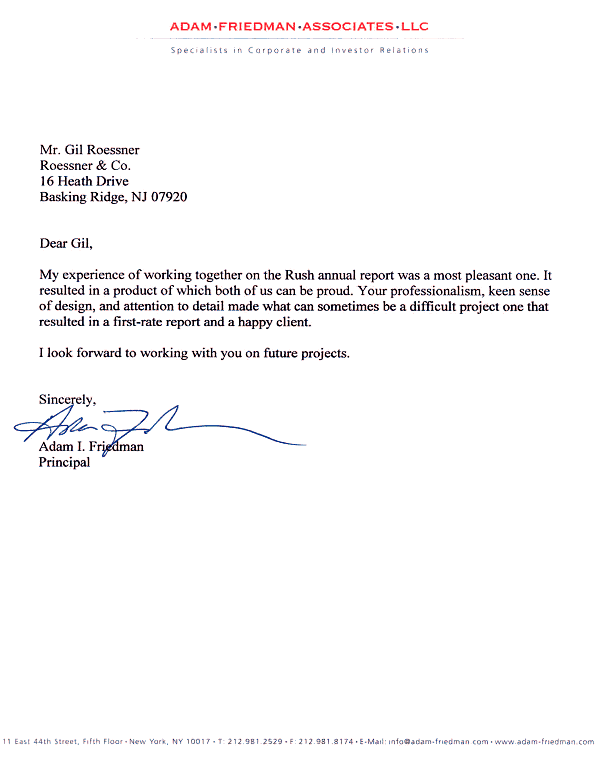 ADAM•FRIEDMAN•ASSOCIATES•LLC
Specialists in Corporate and Investor Relations
Mr. Gil Roessner
Roessner & Co.
16 Heath Drive
Basking Ridge, NJ 07920
Dear Gil,
My experience of working together on the Rush annual report was a most pleasant one. It
resulted in a product of which both of us can be proud. Your professionalism, keen sense
of design, and attention to detail made what can sometimes be a difficult project one that
resulted in a first-rate report and a happy client.
I look forward to working with you on future projects.
Sincerely,
Adam I. Friedman
Principal
11 East 44th Street, Fifth Floor • New York, NY 10017 • T: 212.981.2529 • F: 212.981.8174 • E-Mail: info@adam-friedman.com • www.adam-friedman.com